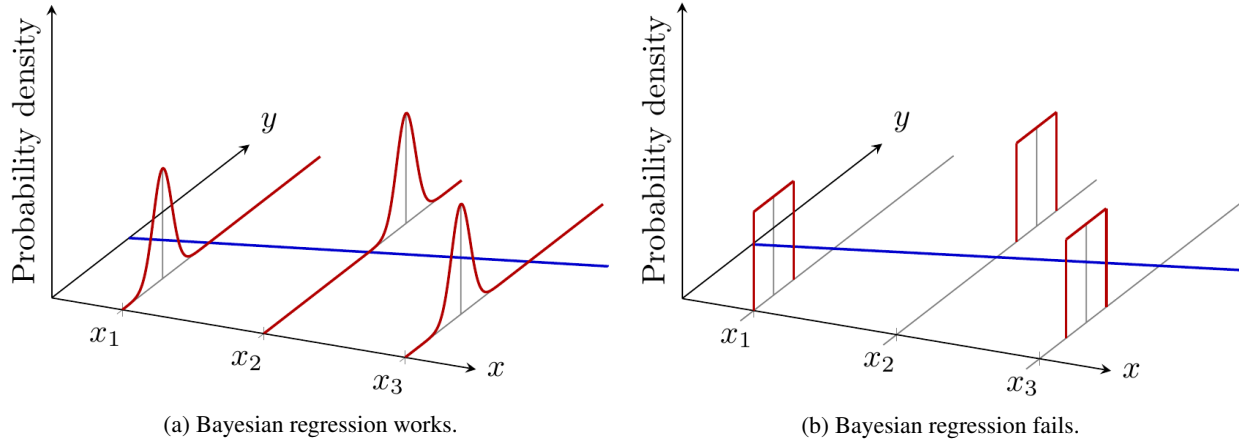 Probability density
y
x₁
x₂
x₃
x
(a) Bayesian regression works.
Probability density
y
x₁
x₂
x₃
x
(b) Bayesian regression fails.